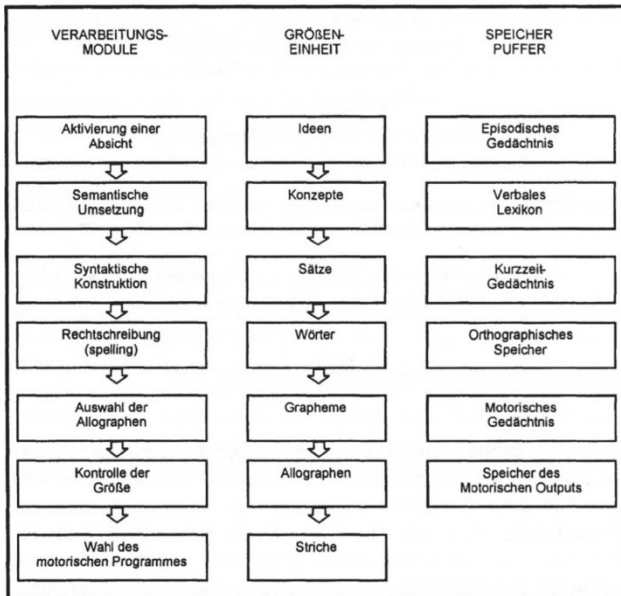 VERARBEITUNGS-
MODULE
GRÖßEN-
EINHEIT
SPEICHER
PUFFER
Aktivierung einer
Absicht
Ideen
Episodisches
Gedächtnis
Semantische
Umsetzung
Konzepte
Verbales
Lexikon
Syntaktische
Konstruktion
Sätze
Kurzzeit-
Gedächtnis
Rechtschreibung
(spelling)
Wörter
Orthographisches
Speicher
Auswahl der
Allographen
Grapheme
Motorisches
Gedächtnis
Kontrolle der
Größe
Allographen
Speicher des
Motorischen Outputs
Wahl des
motorischen Programmes
Striche